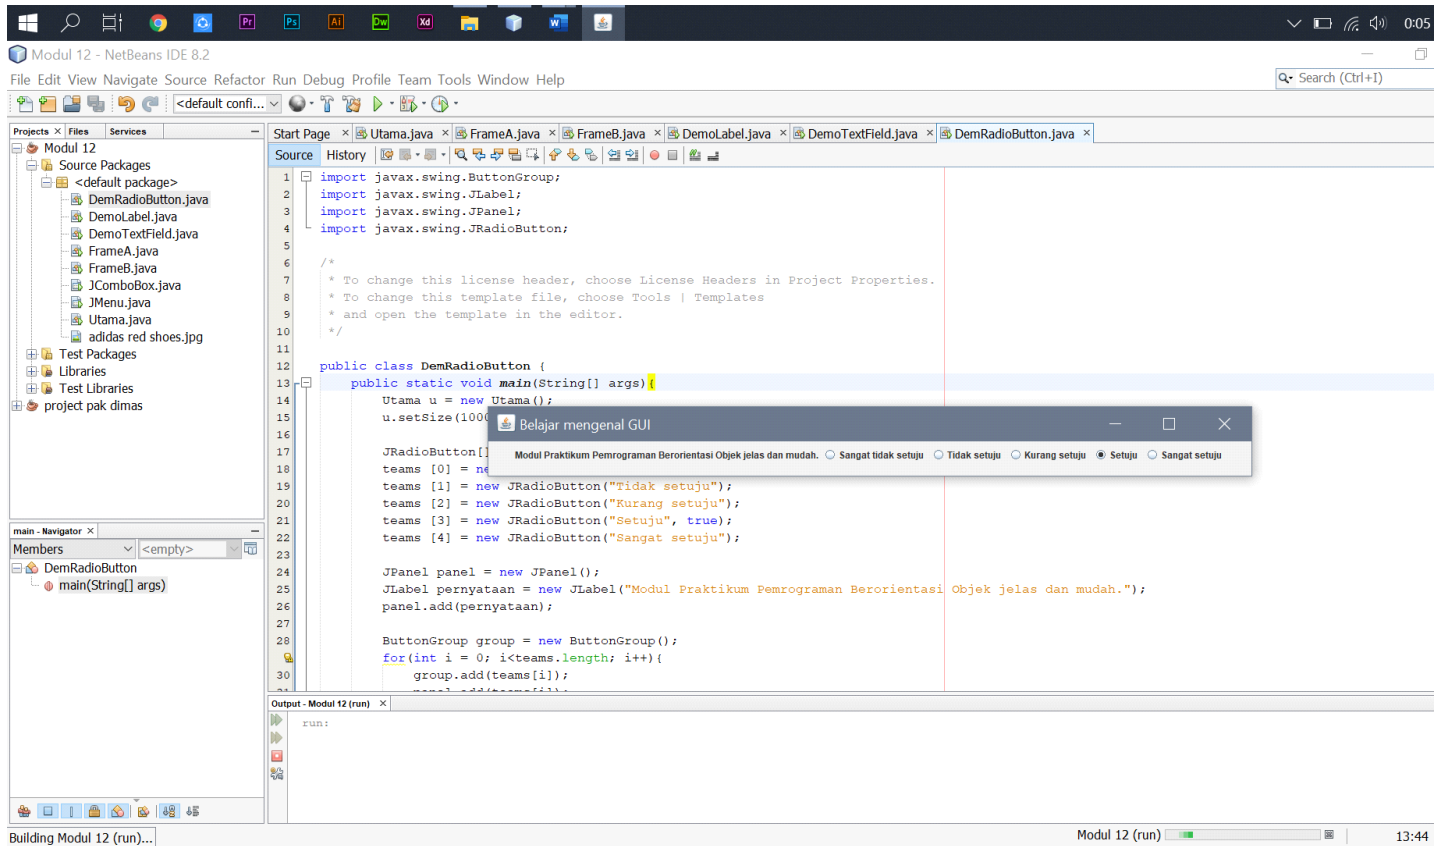 Pr Ps Ai Dw Xd W 0:05
Modul 12 - NetBeans IDE 8.2
File Edit View Navigate Source Refactor Run Debug Profile Team Tools Window Help
Search (Ctrl+I)
<default confi...
Projects Files Services
Modul 12
Source Packages
<default package>
DemRadioButton.java
DemoLabel.java
DemoTextField.java
FrameA.java
FrameB.java
JComboBox.java
JMenu.java
Utama.java
adidas red shoes.jpg
Test Packages
Libraries
Test Libraries
project pak dimas
main - Navigator
Members <empty>
DemRadioButton
main(String[] args)
Start Page Utama.java FrameA.java FrameB.java DemoLabel.java DemoTextField.java DemRadioButton.java
Source History
1 import javax.swing.ButtonGroup;
2 import javax.swing.JLabel;
3 import javax.swing.JPanel;
4 import javax.swing.JRadioButton;
5
6 /*
7 * To change this license header, choose License Headers in Project Properties.
8 * To change this template file, choose Tools | Templates
9 * and open the template in the editor.
10 */
11
12 public class DemRadioButton {
13 public static void main(String[] args){
14 Utama u = new Utama();
15 u.setSize(1000
16
17 JRadioButton[]
18 teams [0] = ne
19 teams [1] = new JRadioButton("Tidak setuju");
20 teams [2] = new JRadioButton("Kurang setuju");
21 teams [3] = new JRadioButton("Setuju", true);
22 teams [4] = new JRadioButton("Sangat setuju");
23
24 JPanel panel = new JPanel();
25 JLabel pernyataan = new JLabel("Modul Praktikum Pemrograman Berorientasi Objek jelas dan mudah.");
26 panel.add(pernyataan);
27
28 ButtonGroup group = new ButtonGroup();
for(int i = 0; i<teams.length; i++){
30 group.add(teams[i]);
Belajar mengenal GUI
Modul Praktikum Pemrograman Berorientasi Objek jelas dan mudah. Sangat tidak setuju Tidak setuju Kurang setuju Setuju Sangat setuju
Output - Modul 12 (run)
run:
Building Modul 12 (run)...
Modul 12 (run)
13:44